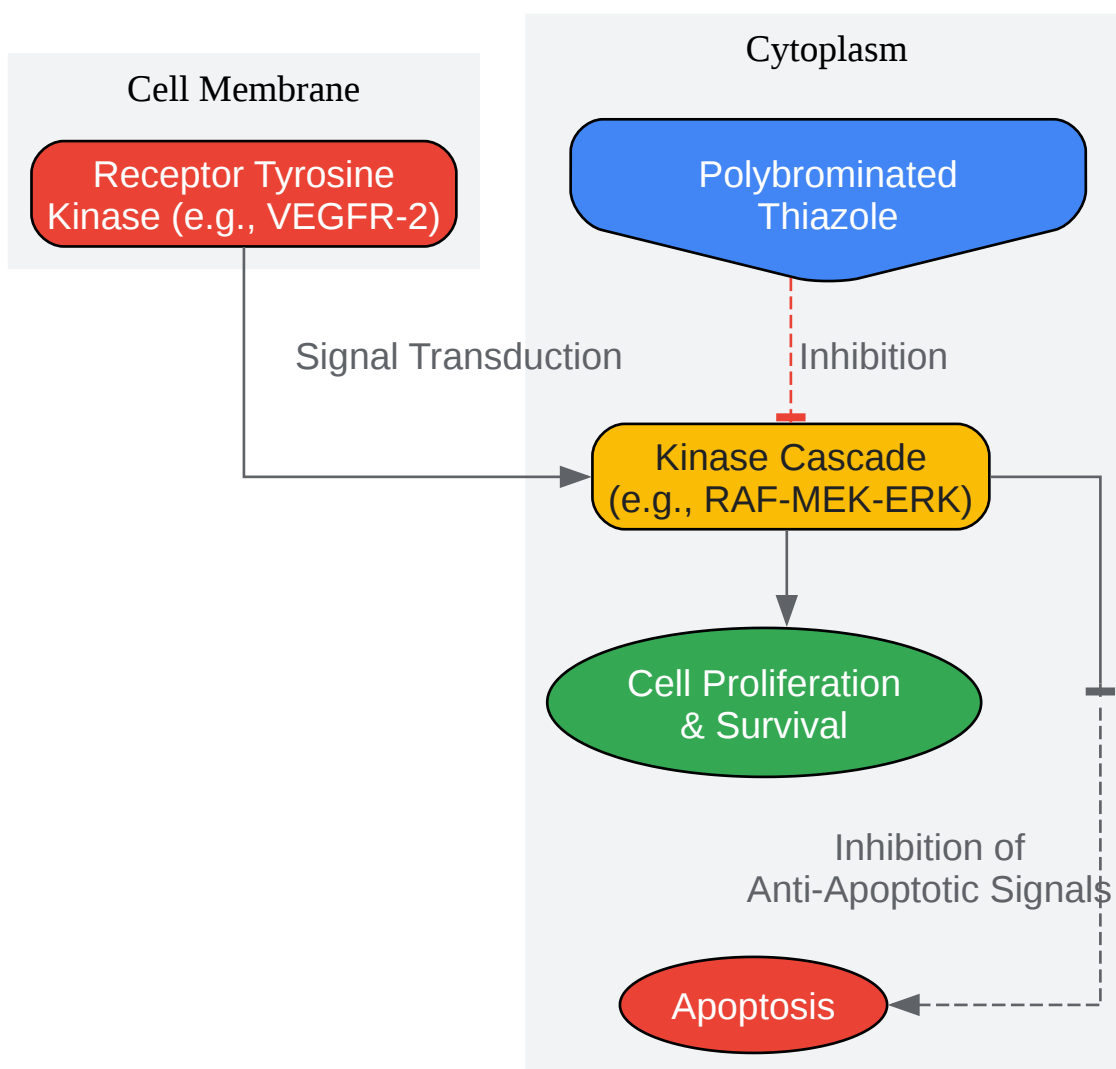 Cytoplasm
Cell Membrane
Receptor Tyrosine
Kinase (e.g., VEGFR-2)
Polybrominated
Thiazole
Signal Transduction
Inhibition
Kinase Cascade
(e.g., RAF-MEK-ERK)
Cell Proliferation
& Survival
Inhibition of
Anti-Apoptotic Signals
Apoptosis